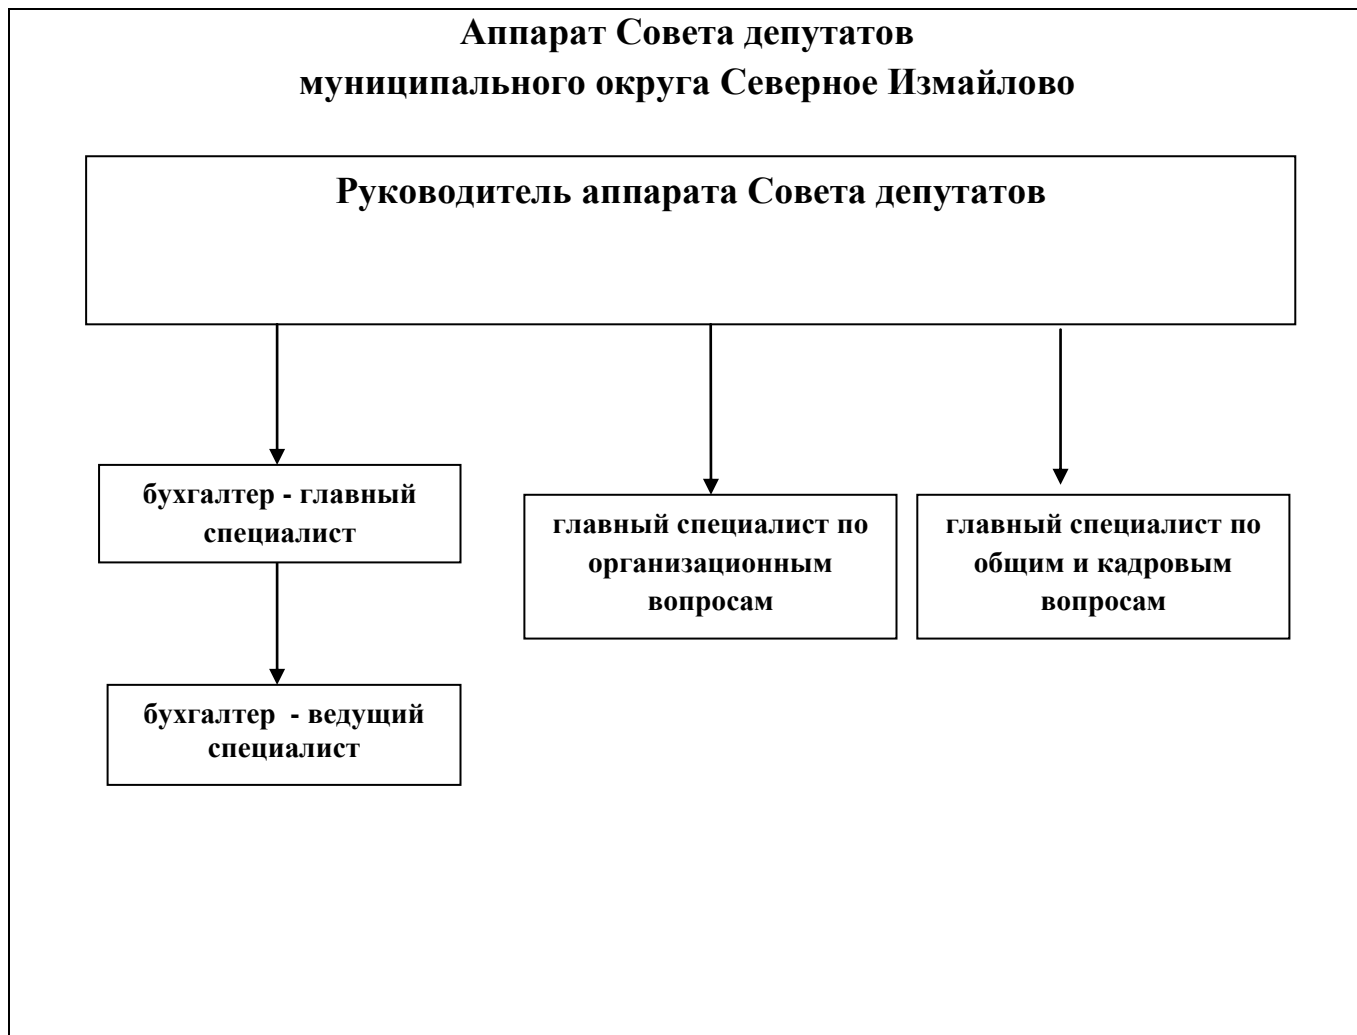 Аппарат Совета депутатов
муниципального округа Северное Измайлово
Руководитель аппарата Совета депутатов
бухгалтер - главный
специалист
главный специалист по
организационным
вопросам
главный специалист по
общим и кадровым
вопросам
бухгалтер - ведущий
специалист